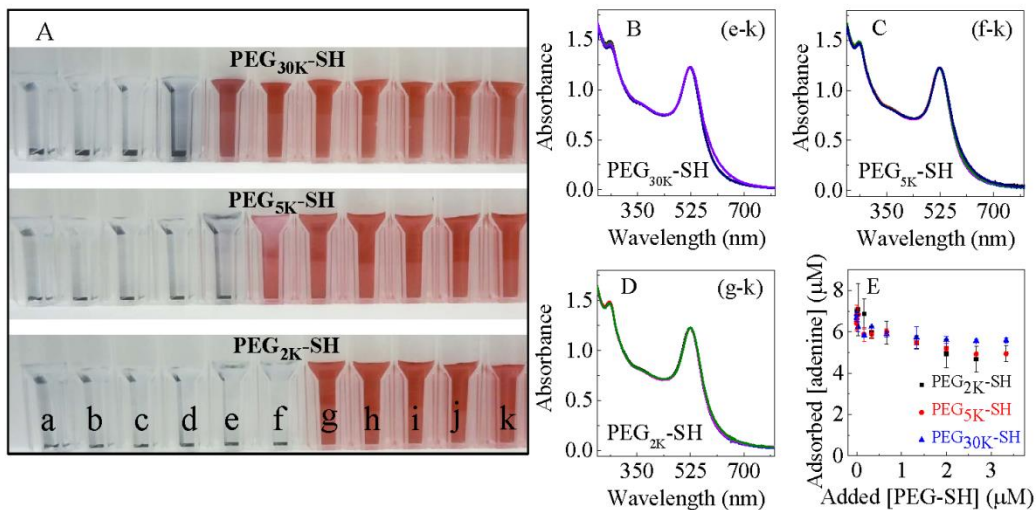 A
PEG30K-SH
PEG5K-SH
PEG2K-SH
a b c d e f g h i j k
B (e-k)
1.5
1.0
0.5
0.0
Absorbance
PEG30K-SH
350 525 700
Wavelength (nm)
C (f-k)
1.5
1.0
0.5
0.0
Absorbance
PEG5K-SH
350 525 700
Wavelength (nm)
D (g-k)
1.5
1.0
0.5
0.0
Absorbance
PEG2K-SH
350 525 700
Wavelength (nm)
E
8
6
4
2
0
Adsorbed [adenine] (μM)
PEG2K-SH
PEG5K-SH
PEG30K-SH
0 1 2 3
Added [PEG-SH] (μM)